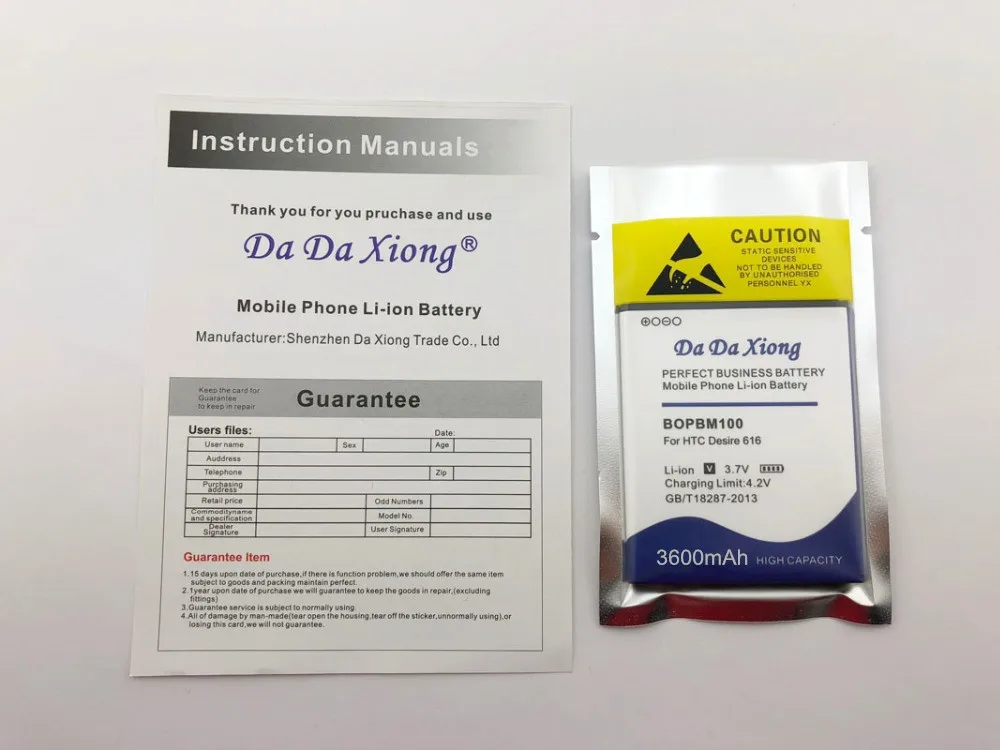 Instruction Manuals
Thank you for you pruchase and use
Da Da Xiong®
Mobile Phone Li-ion Battery
Manufacturer:Shenzhen Da Xiong Trade Co., Ltd
Keep the card for
Guarantee
to keep in repair
Guarantee
Users files:
Date:
User name Sex Age
Auddress
Telephone Zip
Purchasing
address
Retail price Odd Numbers
Commodityname
and specification
Model No.
Dealer
Signature
User Signature
Guarantee Item
1.15 days upon date of purchase,if there is function problem,we should offer the same item
subject to goods and packing maintain perfect.
2.1year upon date of purchase we will guarantee to keep the goods in repair,(excluding
fittings)
3.Guarantee service is subject to normally using.
4.All of damage by man-made(tear open the housing,tear off the sticker,unnormally using),or
losing this card,we will not guarantee.
CAUTION
STATIC SENSITIVE
DEVICES
NOT TO BE HANDLED
BY UNAUTHORISED
PERSONNEL YX
Da Da Xiong
PERFECT BUSINESS BATTERY
Mobile Phone Li-ion Battery
BOPBM100
For HTC Desire 616
Li-ion V 3.7V
Charging Limit:4.2V
GB/T18287-2013
3600mAh HIGH CAPACITY